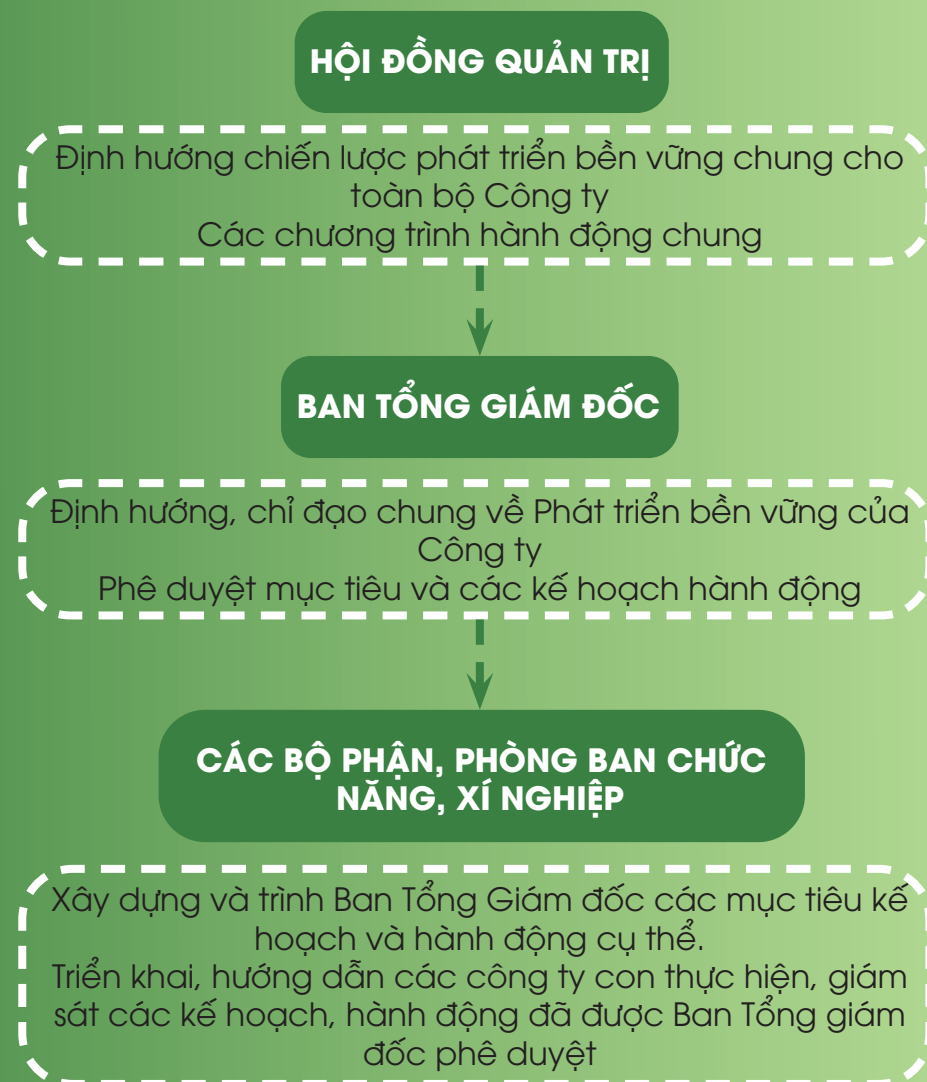 HỘI ĐỒNG QUẢN TRỊ
Định hướng chiến lược phát triển bền vững chung cho
toàn bộ Công ty
Các chương trình hành động chung
BAN TỔNG GIÁM ĐỐC
Định hướng, chỉ đạo chung về Phát triển bền vững của
Công ty
Phê duyệt mục tiêu và các kế hoạch hành động
CÁC BỘ PHẬN, PHÒNG BAN CHỨC
NĂNG, XÍ NGHIỆP
Xây dựng và trình Ban Tổng Giám đốc các mục tiêu kế
hoạch và hành động cụ thể.
Triển khai, hướng dẫn các công ty con thực hiện, giám
sát các kế hoạch, hành động đã được Ban Tổng giám
đốc phê duyệt